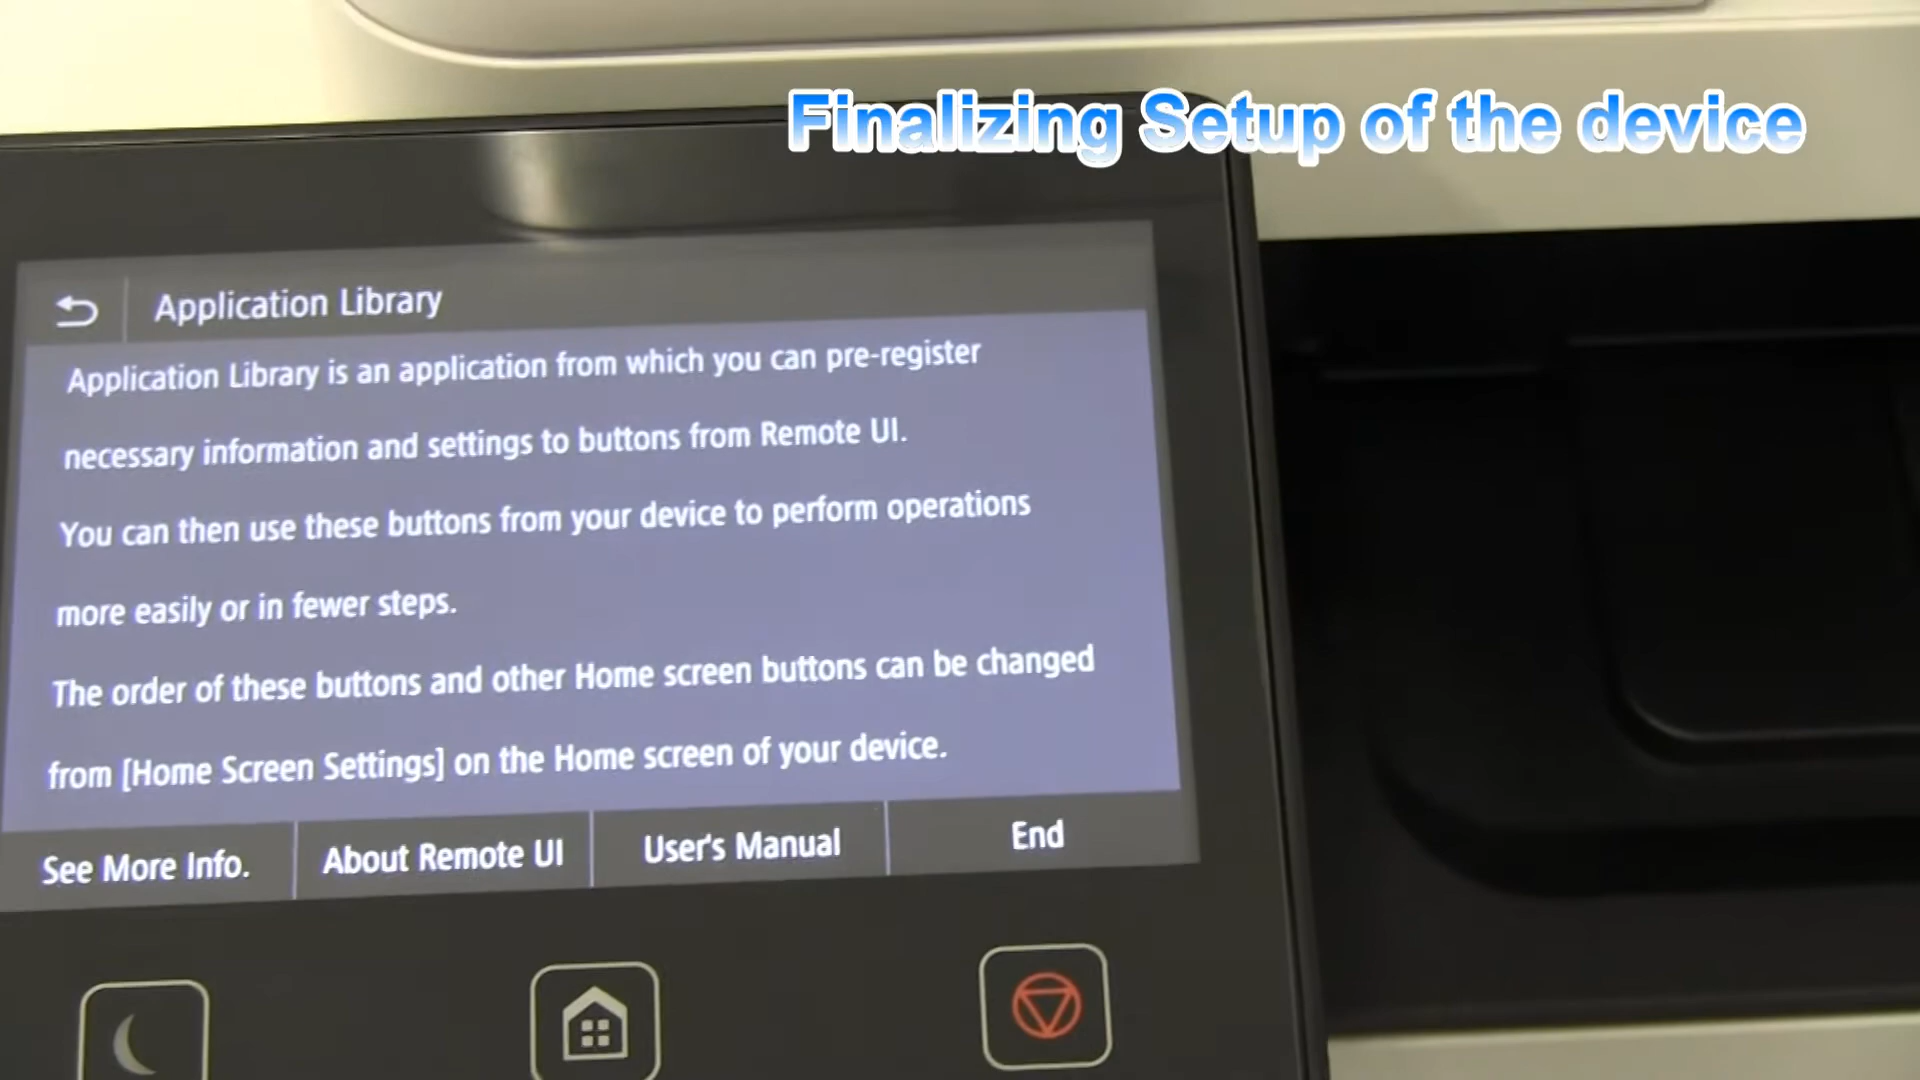 Finalizing Setup of the device
Application Library
Application Library is an application from which you can pre-register
necessary information and settings to buttons from Remote UI.
You can then use these buttons from your device to perform operations
more easily or in fewer steps.
The order of these buttons and other Home screen buttons can be changed
from [Home Screen Settings] on the Home screen of your device.
See More Info. About Remote UI User's Manual End